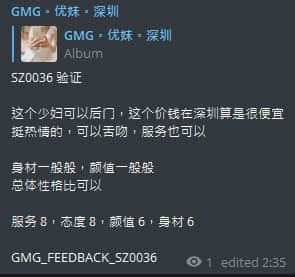 GMG。优妹。深圳
GMG。优妹。深圳
Album
SZ0036 验证
这个少妇可以后门，这个价钱在深圳算是很便宜
挺热情的，可以舌吻，服务也可以
身材一般般，颜值一般般
总体性格比可以
服务 8，态度 8，颜值 6，身材 6
GMG_FEEDBACK_SZ0036
1 edited 2:35